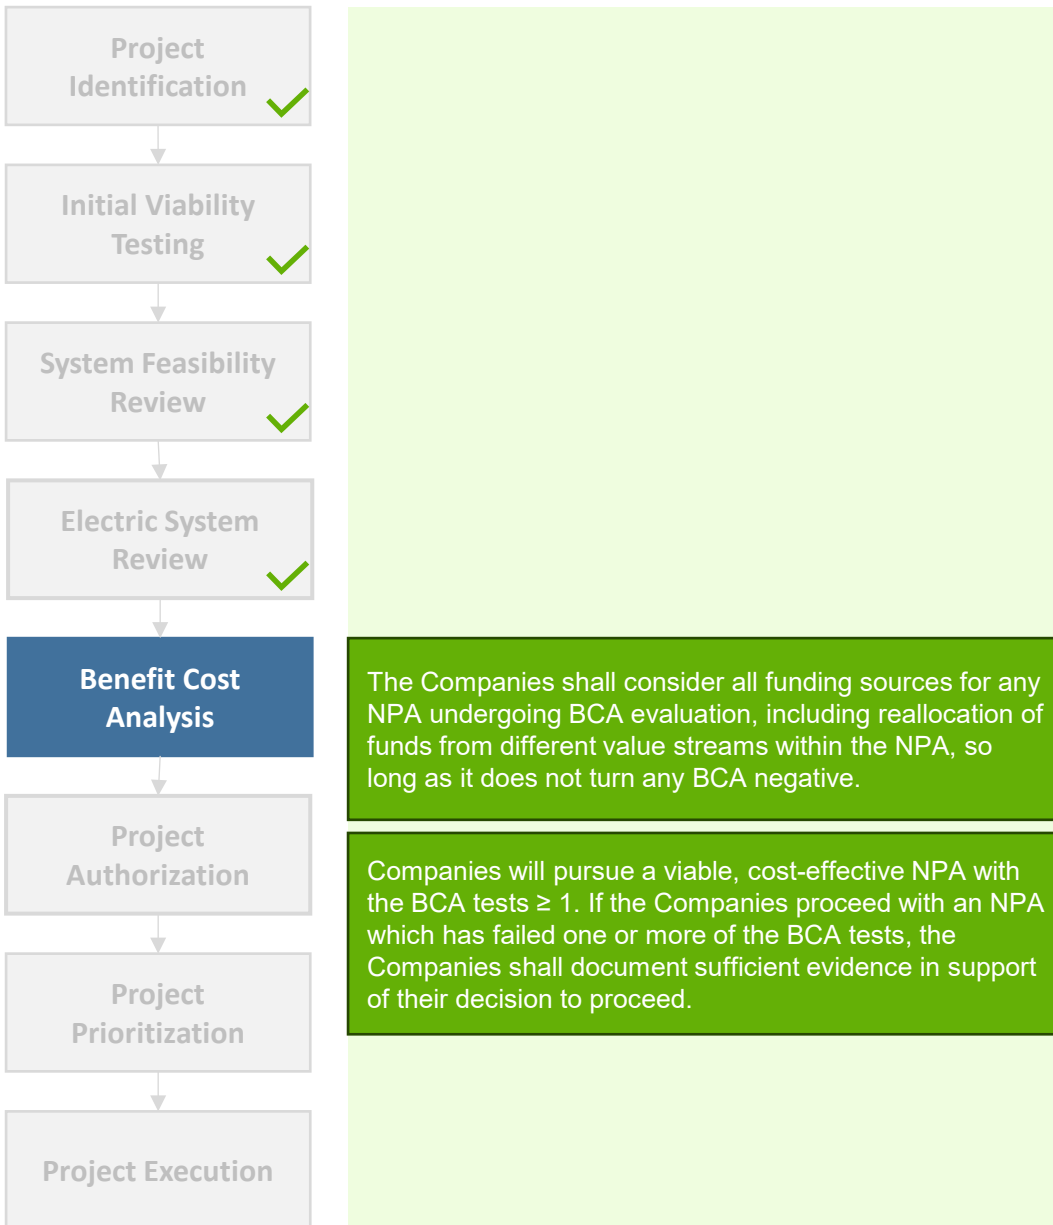 Project
Identification
Initial Viability
Testing
System Feasibility
Review
Electric System
Review
Benefit Cost
Analysis
The Companies shall consider all funding sources for any
NPA undergoing BCA evaluation, including reallocation of
funds from different value streams within the NPA, so
long as it does not turn any BCA negative.
Companies will pursue a viable, cost-effective NPA with
the BCA tests ≥ 1. If the Companies proceed with an NPA
which has failed one or more of the BCA tests, the
Companies shall document sufficient evidence in support
of their decision to proceed.
Project
Authorization
Project
Prioritization
Project Execution